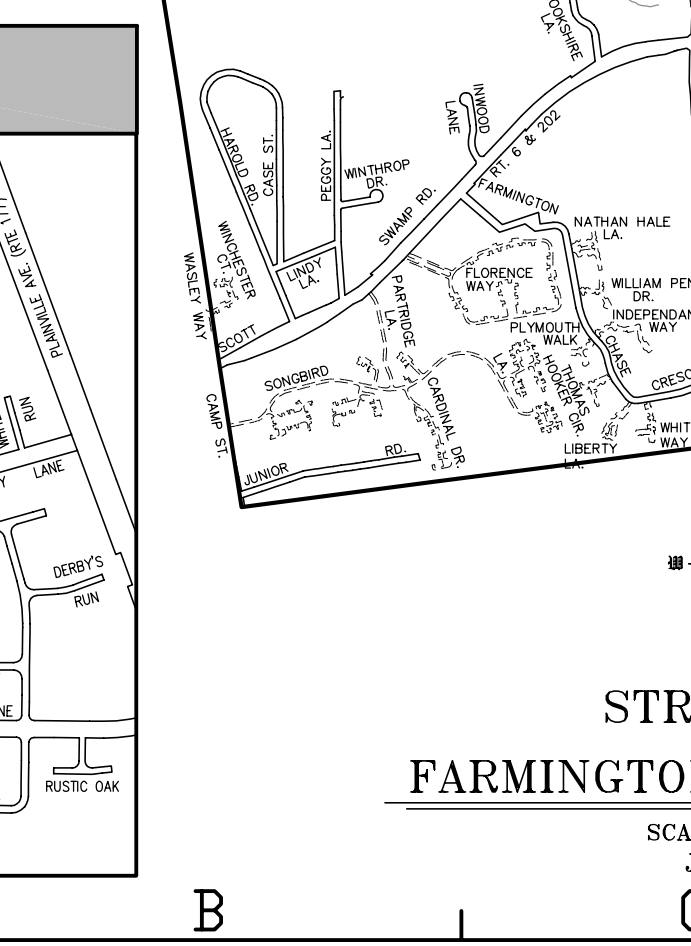 LA.
HAROLD RD.
CASE ST.
PEGGY LA.
WINTHROP
DR.
INWOOD
LANE
RT. 6 & 202
SWAMP RD.
FARMINGTON
NATHAN HALE
LA.
WINCHESTER
CT.
WASLEY WAY
LINDY
LA.
SCOTT
PARTRIDGE
LA.
FLORENCE
WAY
WILLIAM PEN
DR.
INDEPENDAN
WAY
PLYMOUTH
WALK
CHASE
CRESC
SONGBIRD
LA.
CARDINAL DR.
THOMAS
HOOKER CIR.
CAMP ST.
JUNIOR
RD.
LIBERTY
LA.
WHIT
WAY
PLAINVILLE AVE. (RTE 177)
RUN
LANE
DERBY'S
RUN
NE
RUSTIC OAK
STR
FARMINGTO
SCA
B